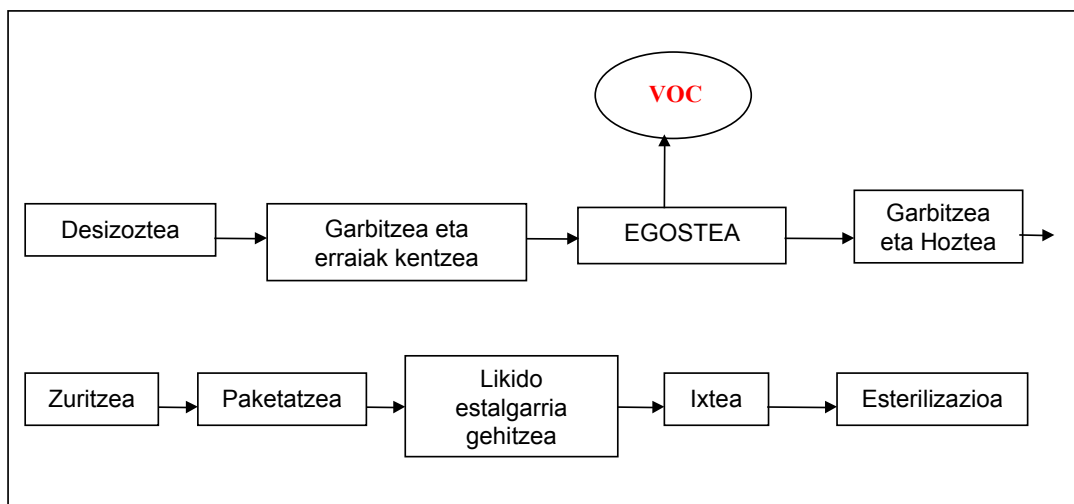 VOC
Desizoztea
Garbitzea eta
erraiak kentzea
EGOSTEA
Garbitzea
eta Hoztea
Zuritzea
Paketatzea
Likido
estalgarria
gehitzea
Ixtea
Esterilizazioa